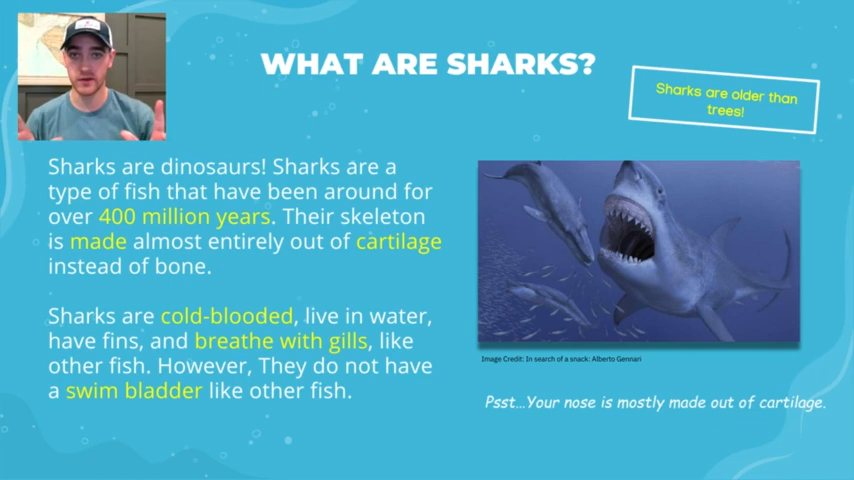 WHAT ARE SHARKS?
Sharks are older than
trees!
Sharks are dinosaurs! Sharks are a
type of fish that have been around for
over 400 million years. Their skeleton
is made almost entirely out of cartilage
instead of bone.
Sharks are cold-blooded, live in water,
have fins, and breathe with gills, like
other fish. However, They do not have
a swim bladder like other fish.
Image Credit: In search of a snack: Alberto Gennari
Psst...Your nose is mostly made out of cartilage.